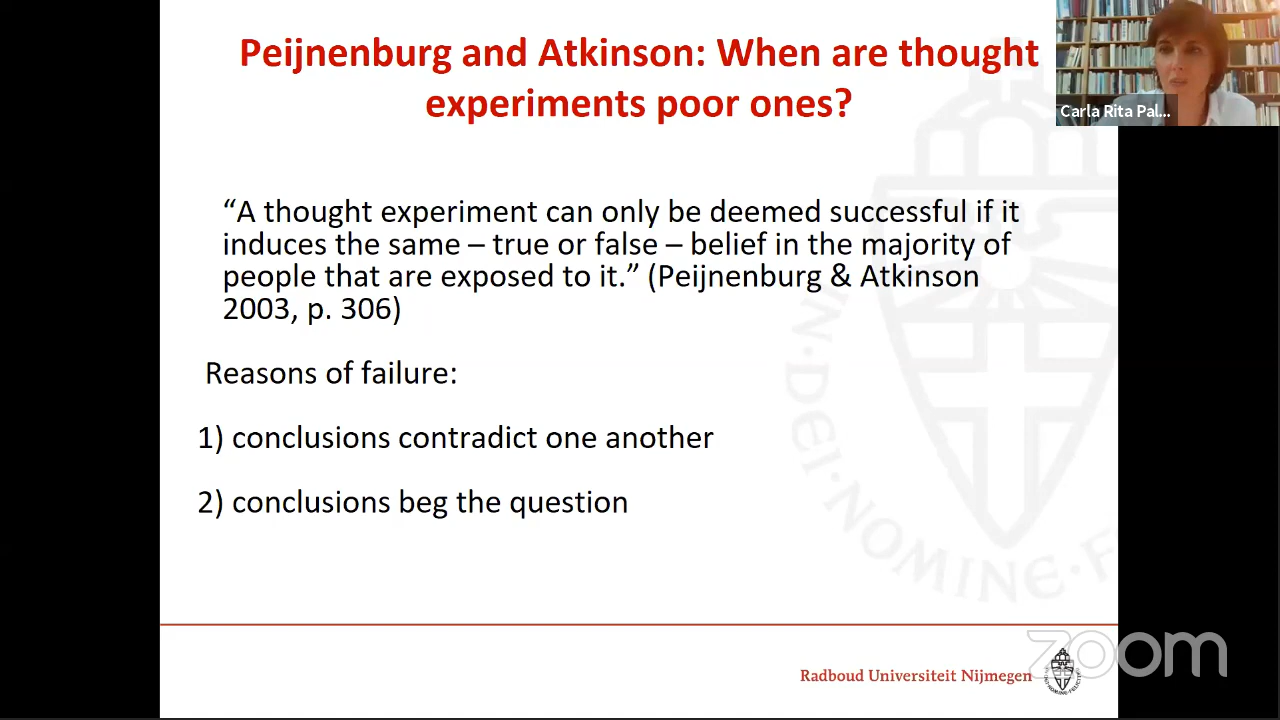 Peijnenburg and Atkinson: When are thought
experiments poor ones?
Carla Rita Pal...
“A thought experiment can only be deemed successful if it
induces the same – true or false – belief in the majority of
people that are exposed to it.” (Peijnenburg & Atkinson
2003, p. 306)
Reasons of failure:
1) conclusions contradict one another
2) conclusions beg the question
IN·DEI·NOMINE·F
zoom
Radboud Universiteit Nijmegen